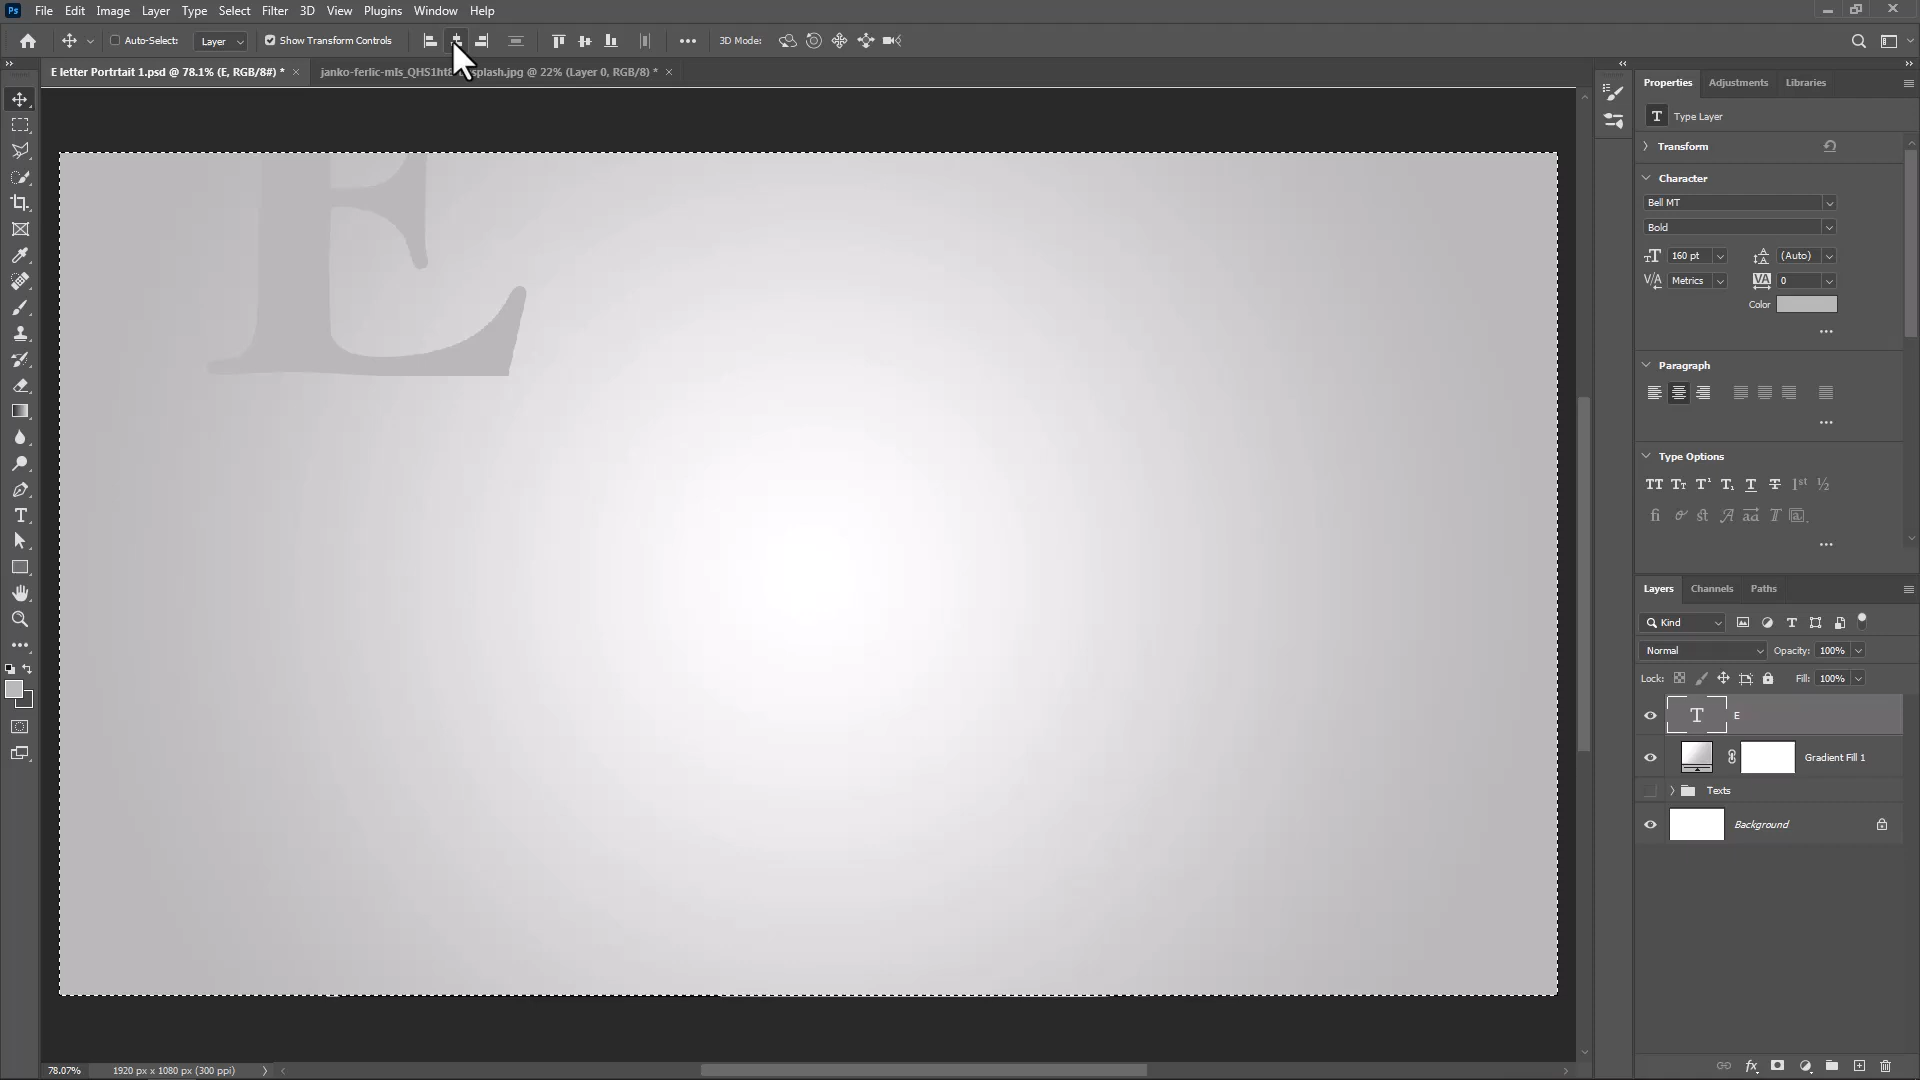 Ps File Edit Image Layer Type Select Filter 3D View Plugins Window Help
Auto-Select: Layer Show Transform Controls 3D Mode:
E letter Portrtait 1.psd @ 78.1% (E, RGB/8#) * janko-ferlic-mls_QHS1ht8 splash.jpg @ 22% (Layer 0, RGB/8) *
Properties Adjustments Libraries
T Type Layer
Transform
Character
Bell MT
Bold
160 pt (Auto)
Metrics 0
Color
Paragraph
Type Options
Layers Channels Paths
Kind
Normal Opacity: 100%
Lock: Fill: 100%
T E
Gradient Fill 1
Texts
Background
E
78.07% 1920 px x 1080 px (300 ppi)